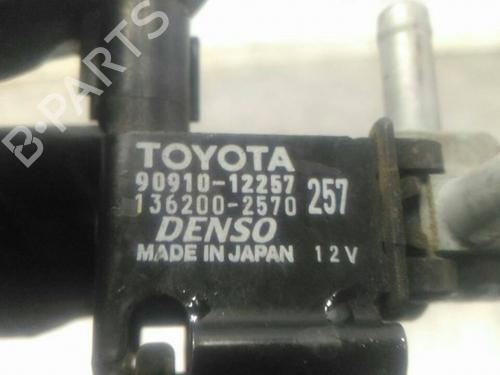 TOYOTA
90910-12257
136200-2570 257
DENSO
MADE IN JAPAN 12V
B-PARTS